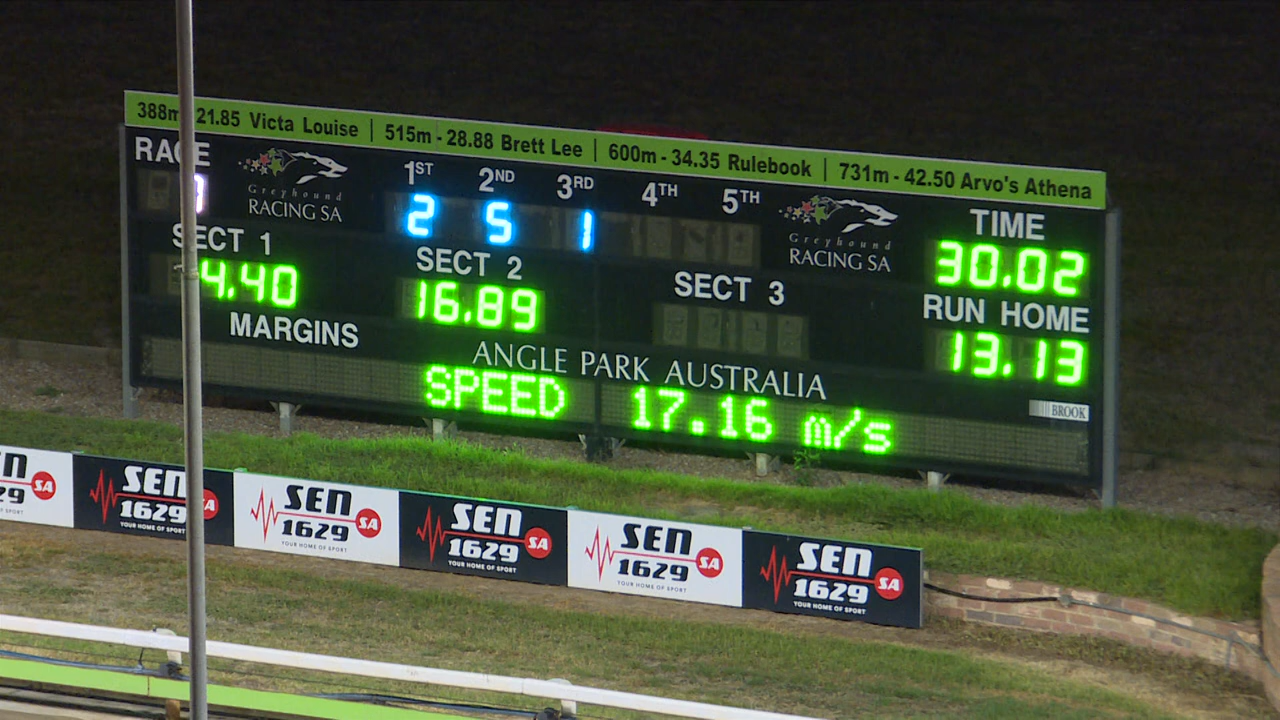 388m - 21.85 Victa Louise | 515m - 28.88 Brett Lee | 600m - 34.35 Rulebook | 731m - 42.50 Arvo's Athena
RACE
Greyhound
RACING SA
1ST 2ND 3RD 4TH 5TH
2 5 1
Greyhound
RACING SA
TIME
30.02
SECT 1
4.40
SECT 2
16.89
SECT 3
RUN HOME
13.13
MARGINS
ANGLE PARK AUSTRALIA
SPEED 17.16 m/s
BROOK
SA
SEN
1629
SA
YOUR HOME OF SPORT
SEN
1629
SA
YOUR HOME OF SPORT
SEN
1629
SA
YOUR HOME OF SPORT
SEN
1629
SA
YOUR HOME OF SPORT
SEN
1629
SA
YOUR HOME OF SPORT